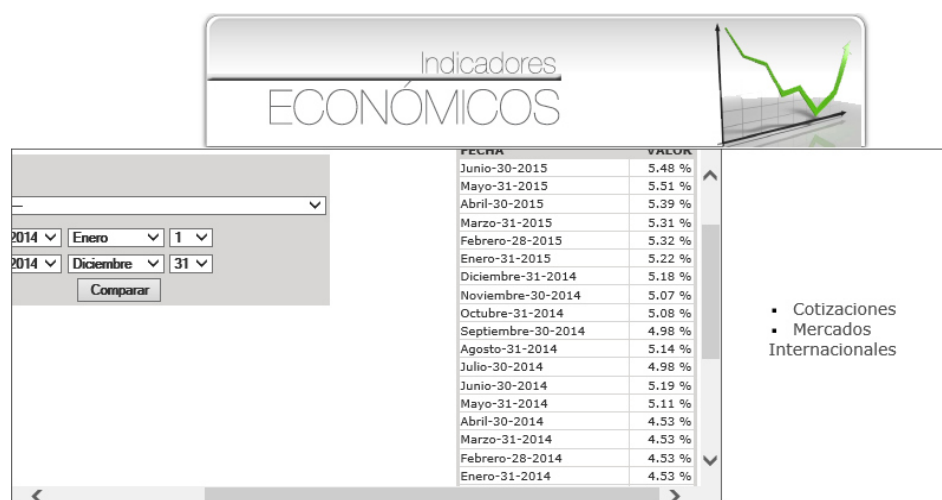 Indicadores
ECONÓMICOS
FECHA VALOR
Junio-30-2015 5.48 %
Mayo-31-2015 5.51 %
Abril-30-2015 5.39 %
Marzo-31-2015 5.31 %
Febrero-28-2015 5.32 %
Enero-31-2015 5.22 %
Diciembre-31-2014 5.18 %
Noviembre-30-2014 5.07 %
Octubre-31-2014 5.08 %
Septiembre-30-2014 4.98 %
Agosto-31-2014 5.14 %
Julio-30-2014 4.98 %
Junio-30-2014 5.19 %
Mayo-31-2014 5.11 %
Abril-30-2014 4.53 %
Marzo-31-2014 4.53 %
Febrero-28-2014 4.53 %
Enero-31-2014 4.53 %
2014 Enero 1
2014 Diciembre 31
Comparar
▪ Cotizaciones
▪ Mercados
Internacionales